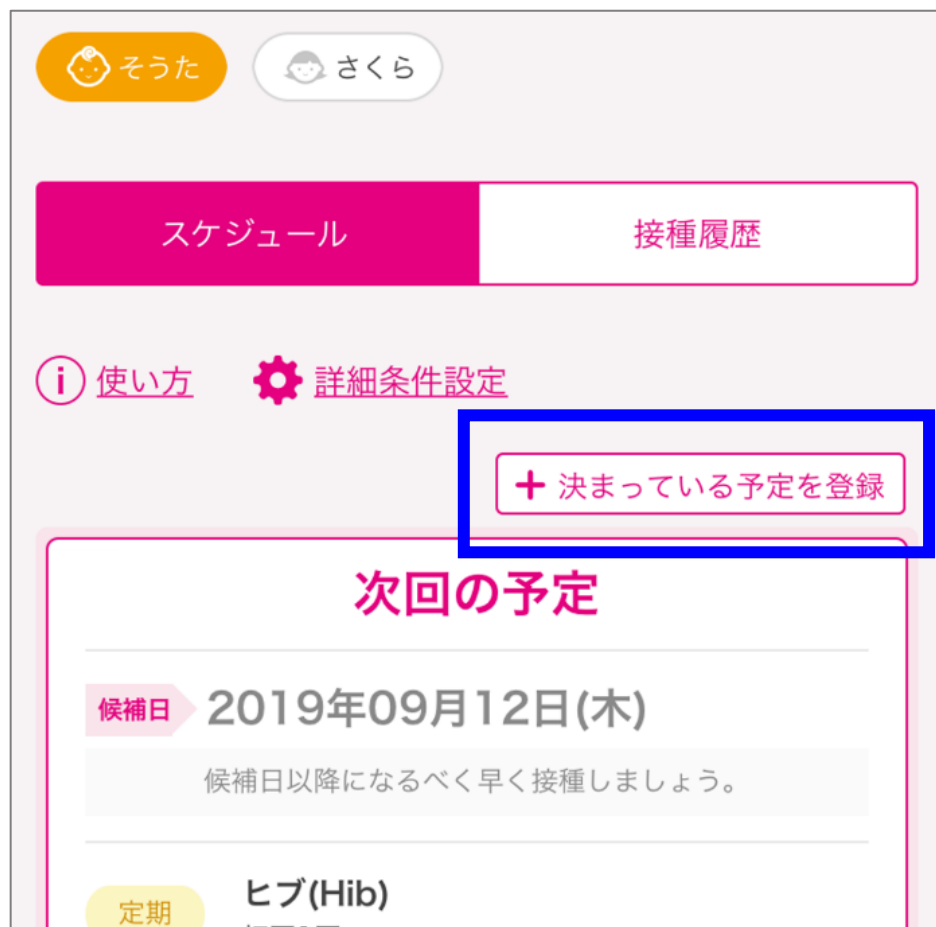 そうた さくら
スケジュール 接種履歴
使い方 詳細条件設定
+ 決まっている予定を登録
次回の予定
候補日 2019年09月12日(木)
候補日以降になるべく早く接種しましょう。
定期 ヒブ(Hib)